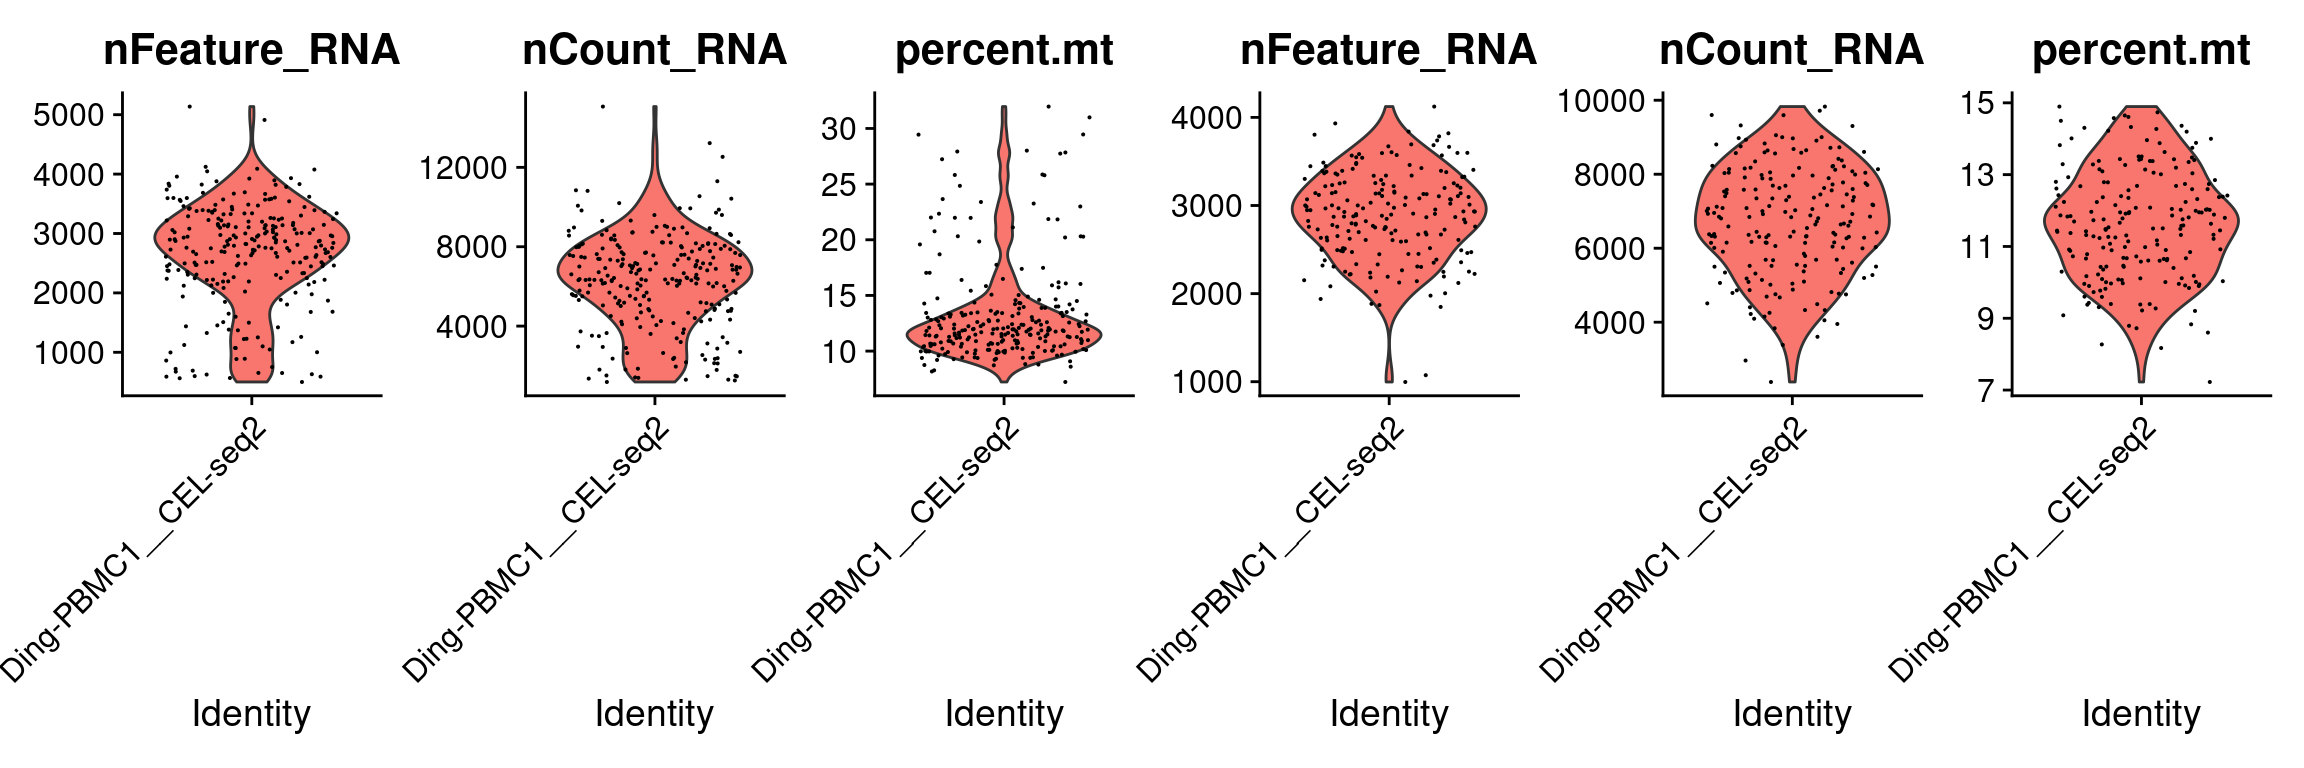 nFeature_RNA
5000
4000
3000
2000
1000
Ding-PBMC1__CEL-seq2
Identity
nCount_RNA
12000
8000
4000
Ding-PBMC1__CEL-seq2
Identity
percent.mt
30
25
20
15
10
Ding-PBMC1__CEL-seq2
Identity
nFeature_RNA
4000
3000
2000
1000
Ding-PBMC1__CEL-seq2
Identity
nCount_RNA
10000
8000
6000
4000
Ding-PBMC1__CEL-seq2
Identity
percent.mt
15
13
11
9
7
Ding-PBMC1__CEL-seq2
Identity